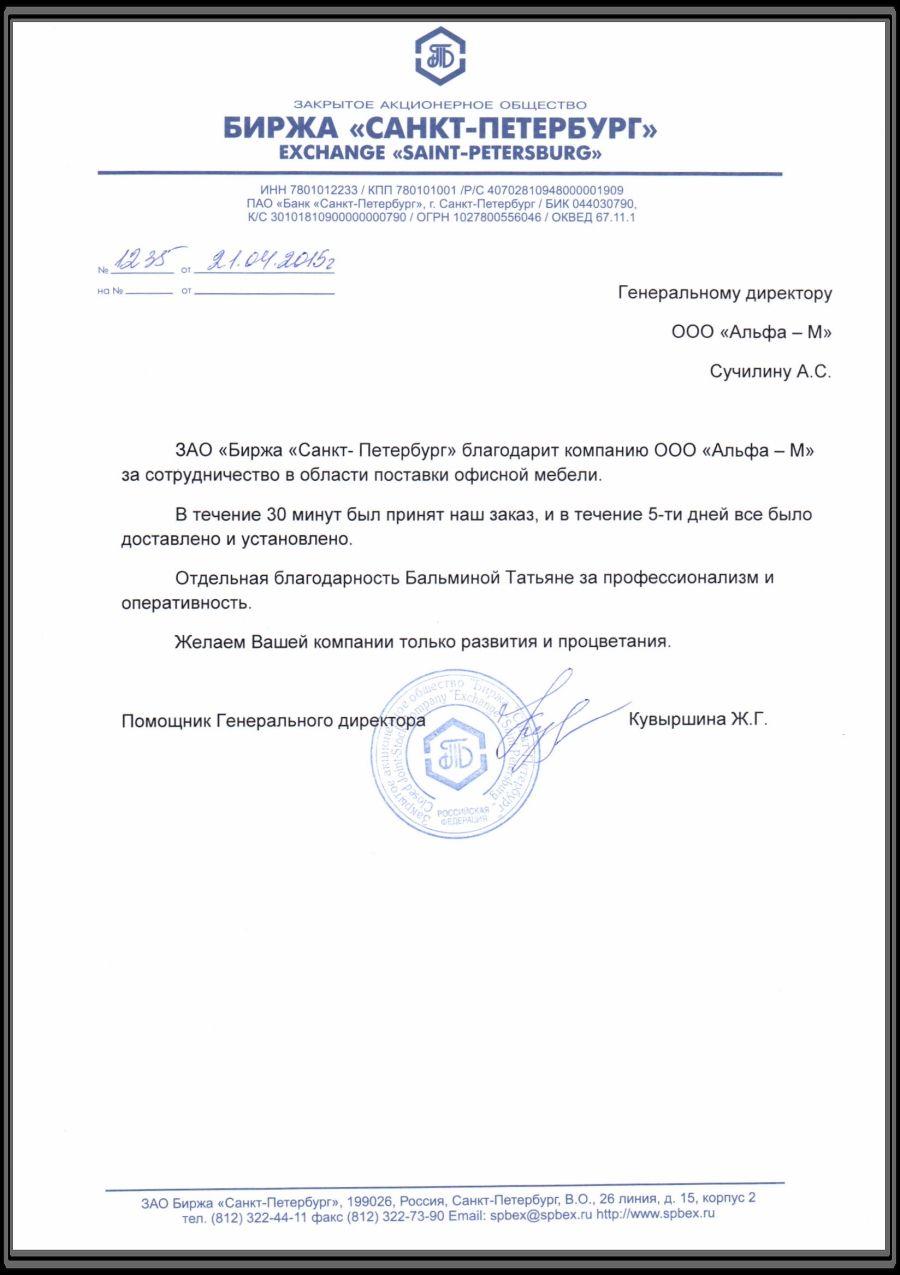 ЗАКРЫТОЕ АКЦИОНЕРНОЕ ОБЩЕСТВО
БИРЖА «САНКТ-ПЕТЕРБУРГ»
EXCHANGE «SAINT-PETERSBURG»
ИНН 7801012233 / КПП 780101001 /Р/С 40702810948000001909
ПАО «Банк «Санкт-Петербург», г. Санкт-Петербург / БИК 044030790,
К/С 30101810900000000790 / ОГРН 1027800556046 / ОКВЕД 67.11.1
№ 1235 от 21.04.2015г
на № от
Генеральному директору
ООО «Альфа – М»
Сучилину А.С.
ЗАО «Биржа «Санкт- Петербург» благодарит компанию ООО «Альфа – М»
за сотрудничество в области поставки офисной мебели.
В течение 30 минут был принят наш заказ, и в течение 5-ти дней все было
доставлено и установлено.
Отдельная благодарность Бальминой Татьяне за профессионализм и
оперативность.
Желаем Вашей компании только развития и процветания.
Помощник Генерального директора
Кувыршина Ж.Г.
Закрытое акционерное общество "Биржа "Санкт-Петербург"
Closed Joint-Stock Company "Exchange "Saint-Petersburg"
РОССИЙСКАЯ
ФЕДЕРАЦИЯ
ЗАО Биржа «Санкт-Петербург», 199026, Россия, Санкт-Петербург, В.О., 26 линия, д. 15, корпус 2
тел. (812) 322-44-11 факс (812) 322-73-90 Email: spbex@spbex.ru http://www.spbex.ru